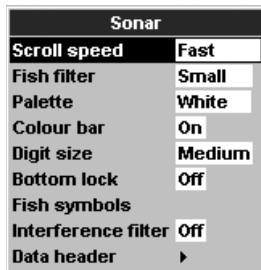 Sonar
Scroll speed Fast
Fish filter Small
Palette White
Colour bar On
Digit size Medium
Bottom lock Off
Fish symbols
Interference filter Off
Data header